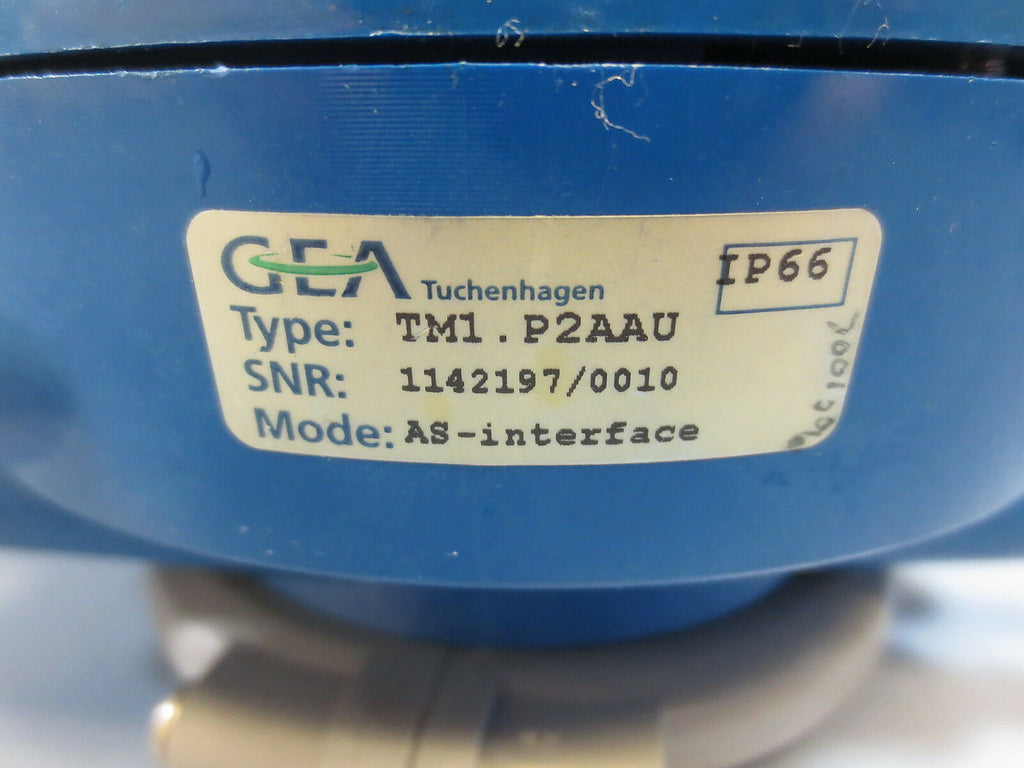 GEA Tuchenhagen
IP66
Type: TM1.P2AAU
SNR: 1142197/0010
Mode: AS-interface